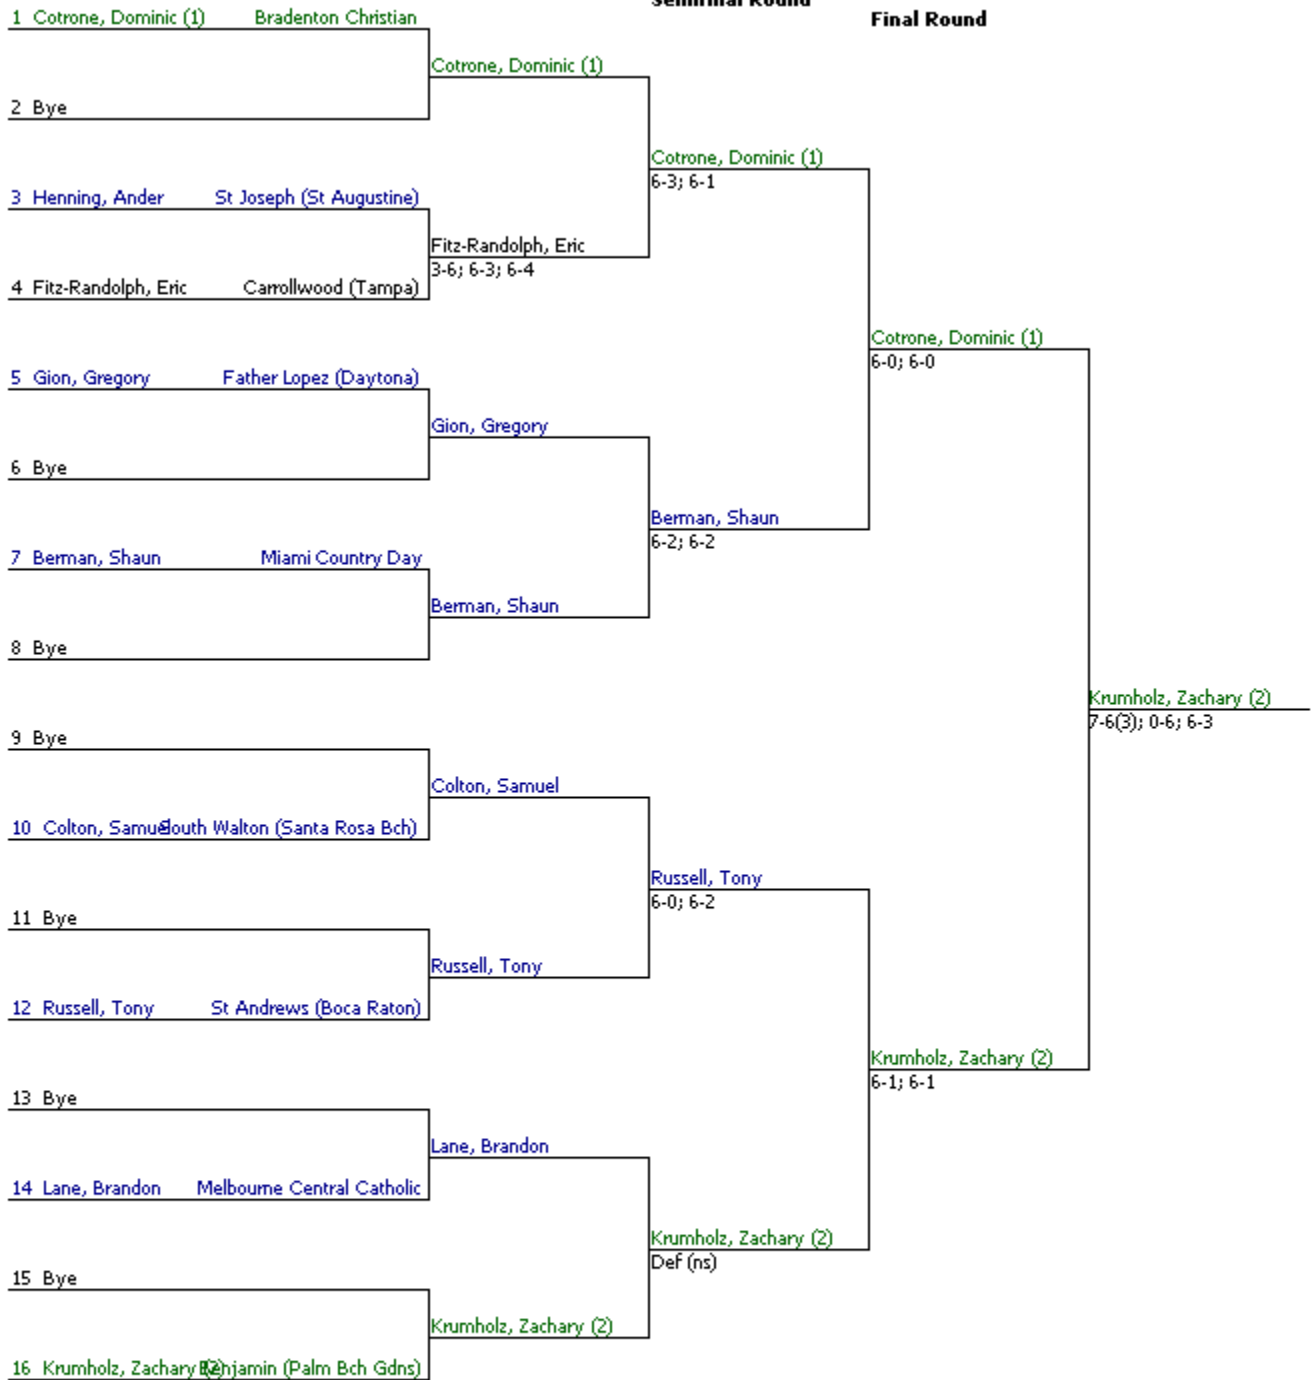 Semifinal Round
Final Round
1 Cotrone, Dominic (1) Bradenton Christian
Cotrone, Dominic (1)
2 Bye
Cotrone, Dominic (1)
6-3; 6-1
3 Henning, Ander St Joseph (St Augustine)
Fitz-Randolph, Eric
3-6; 6-3; 6-4
4 Fitz-Randolph, Eric Carrollwood (Tampa)
Cotrone, Dominic (1)
6-0; 6-0
5 Gion, Gregory Father Lopez (Daytona)
Gion, Gregory
6 Bye
Berman, Shaun
6-2; 6-2
7 Berman, Shaun Miami Country Day
Berman, Shaun
8 Bye
Krumholz, Zachary (2)
7-6(3); 0-6; 6-3
9 Bye
Colton, Samuel
10 Colton, Samuel South Walton (Santa Rosa Bch)
Russell, Tony
6-0; 6-2
11 Bye
Russell, Tony
12 Russell, Tony St Andrews (Boca Raton)
Krumholz, Zachary (2)
6-1; 6-1
13 Bye
Lane, Brandon
14 Lane, Brandon Melbourne Central Catholic
Krumholz, Zachary (2)
Def (ns)
15 Bye
Krumholz, Zachary (2)
16 Krumholz, Zachary (2) Benjamin (Palm Bch Gdns)